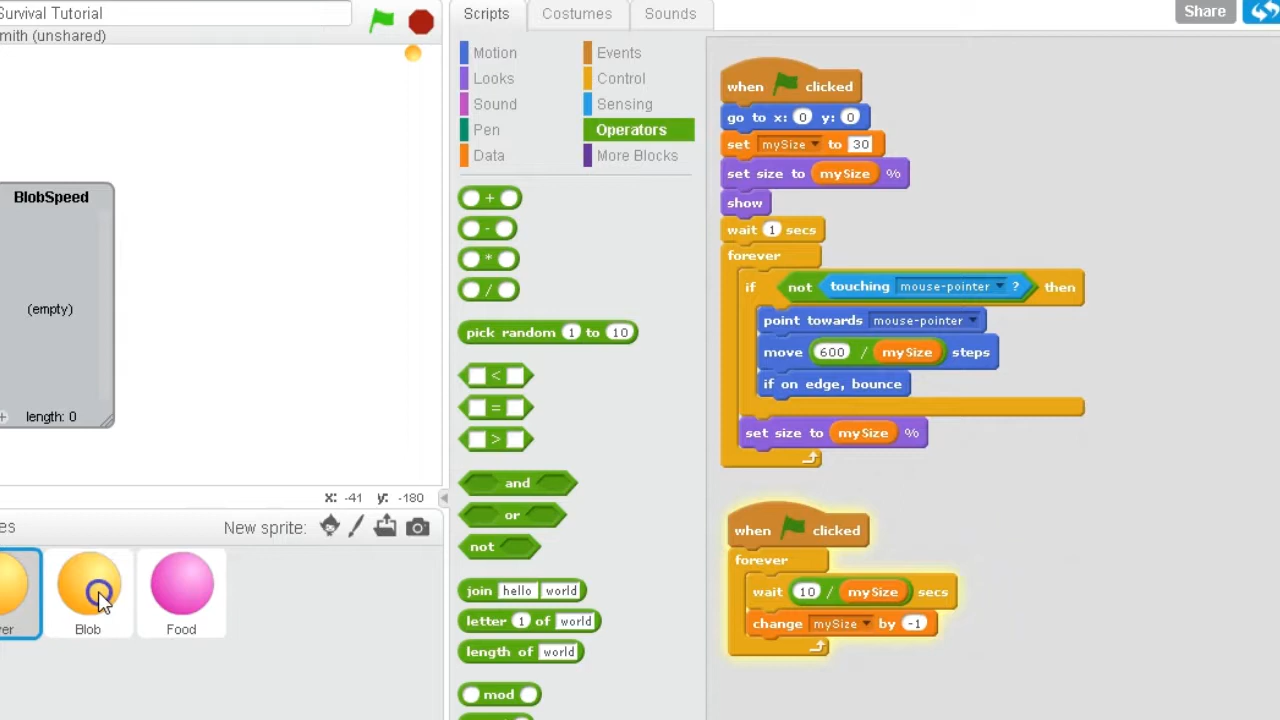 Survival Tutorial
mith (unshared)
BlobSpeed
(empty)
length: 0
x: -41 y: -180
es
New sprite:
er
Blob
Food
Scripts
Costumes
Sounds
Share
Motion
Events
Looks
Control
Sound
Sensing
Pen
Operators
Data
More Blocks
+
-
*
/
pick random 1 to 10
<
=
>
and
or
not
join hello world
letter 1 of world
length of world
mod
when clicked
go to x: 0 y: 0
set mySize to 30
set size to mySize %
show
wait 1 secs
forever
if not touching mouse-pointer ? then
point towards mouse-pointer
move 600 / mySize steps
if on edge, bounce
set size to mySize %
when clicked
forever
wait 10 / mySize secs
change mySize by -1